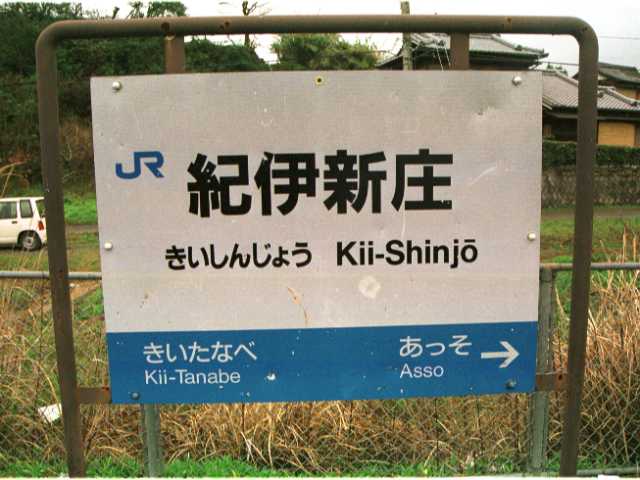 JR 紀伊新庄
きいしんじょう Kii-Shinjō
きいたなべ あっそ →
Kii-Tanabe Asso